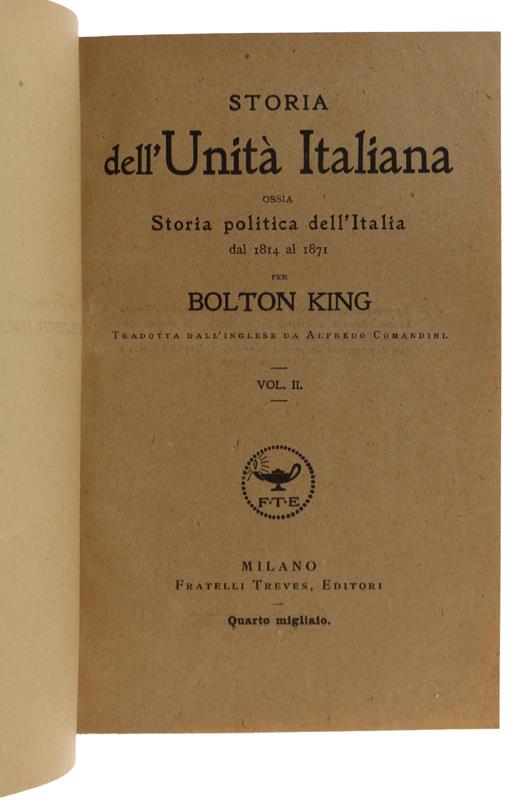 STORIA
dell'Unità Italiana
OSSIA
Storia politica dell'Italia
dal 1814 al 1871
PER
BOLTON KING
TRADOTTA DALL'INGLESE DA ALFREDO COMANDINI.
VOL. II.
F·T·E
MILANO
FRATELLI TREVES, EDITORI
Quarto migliaio.